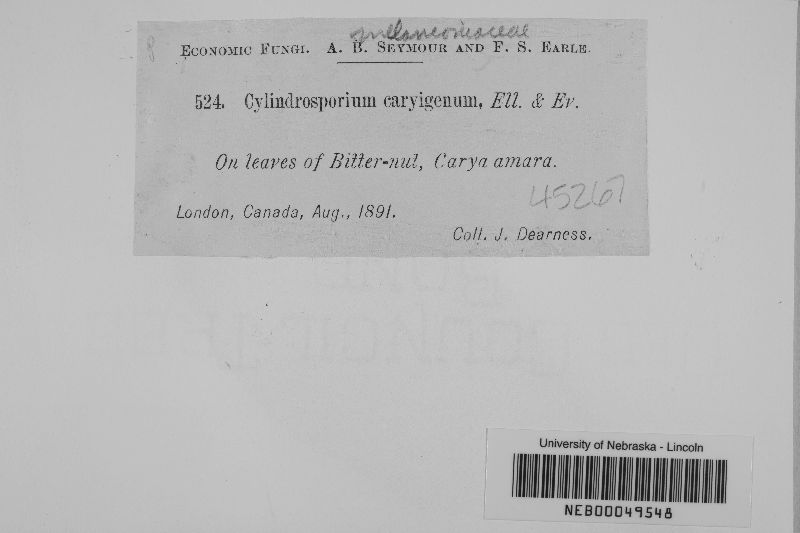 melanconiaceae
Economic Fungi. A. B. Seymour and F. S. Earle.
524. Cylindrosporium caryigenum, Ell. & Ev.
On leaves of Bitter-nut, Carya amara.
45267
London, Canada, Aug., 1891.
Coll. J. Dearness.
University of Nebraska - Lincoln
NEB00049548